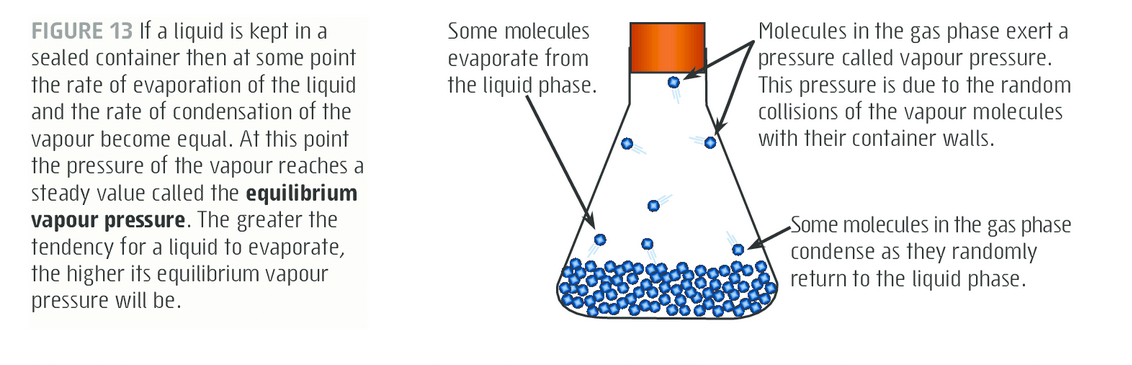 FIGURE 13 If a liquid is kept in a
sealed container then at some point
the rate of evaporation of the liquid
and the rate of condensation of the
vapour become equal. At this point
the pressure of the vapour reaches a
steady value called the equilibrium
vapour pressure. The greater the
tendency for a liquid to evaporate,
the higher its equilibrium vapour
pressure will be.
Some molecules
evaporate from
the liquid phase.
Molecules in the gas phase exert a
pressure called vapour pressure.
This pressure is due to the random
collisions of the vapour molecules
with their container walls.
Some molecules in the gas phase
condense as they randomly
return to the liquid phase.